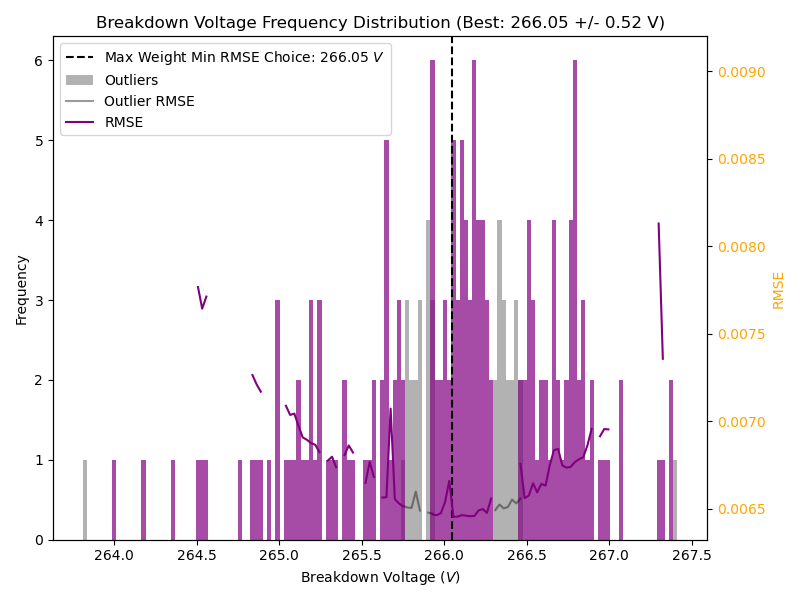 Breakdown Voltage Frequency Distribution (Best: 266.05 +/- 0.52 V)
Max Weight Min RMSE Choice: 266.05 V
Outliers
Outlier RMSE
RMSE
Frequency
6
5
4
3
2
1
0
264.0 264.5 265.0 265.5 266.0 266.5 267.0 267.5
Breakdown Voltage (V)
0.0090
0.0085
0.0080
0.0075
0.0070
0.0065
RMSE